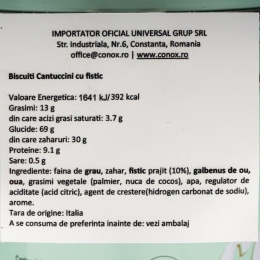 IMPORTATOR OFICIAL UNIVERSAL GRUP SRL
Str. Industriala, Nr.6, Constanta, Romania
office@conox.ro | www.conox.ro
Biscuiti Cantuccini cu fistic
Valoare Energetica: 1641 kJ/392 kcal
Grasimi: 13 g
din care acizi grasi saturati: 3.7 g
Glucide: 69 g
din care zaharuri: 30 g
Proteine: 9.1 g
Sare: 0.5 g
Ingrediente: faina de grau, zahar, fistic prajit (10%), galbenus de ou,
oua, grasimi vegetale (palmier, nuca de cocos), apa, regulator de
aciditate (acid citric), agent de crestere(hidrogen carbonat de sodiu),
arome.
Tara de origine: Italia
A se consuma de preferinta inainte de: vezi ambalaj